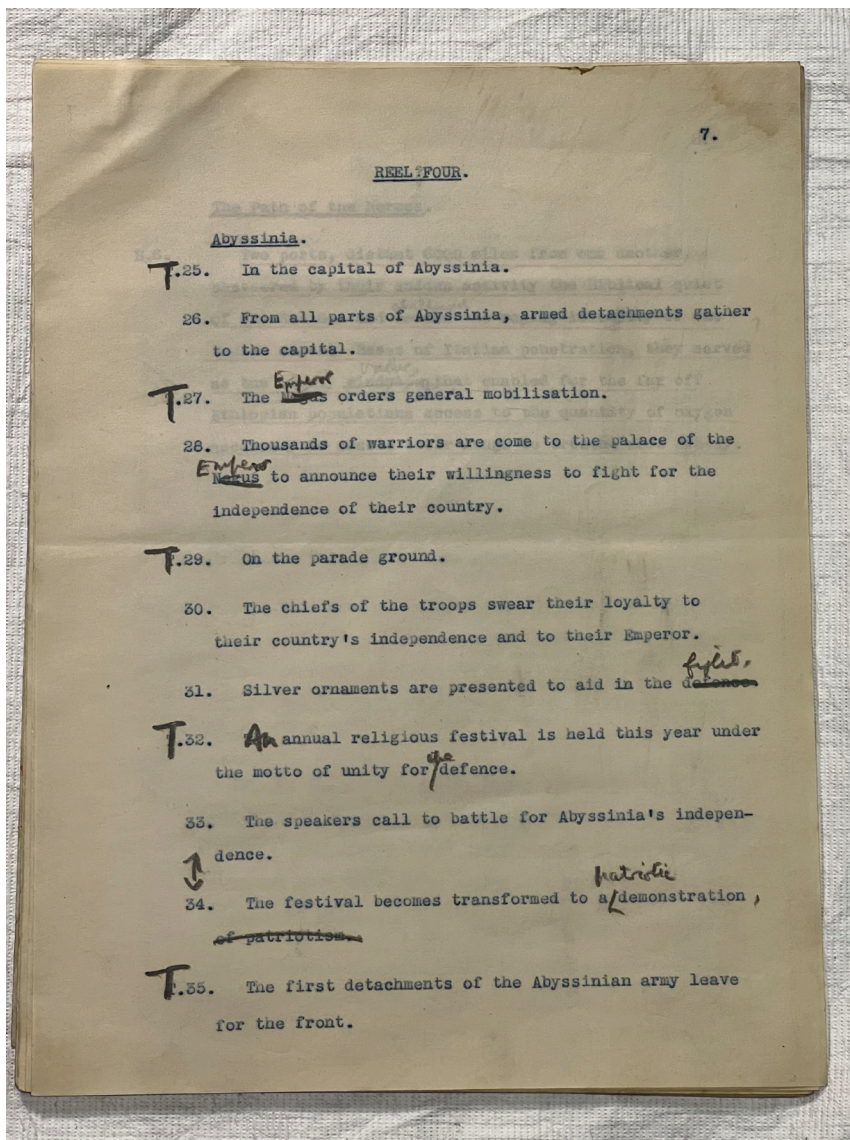 7.
REEL FOUR.
The Path of the Heroes.
Abyssinia.
T.25. In the capital of Abyssinia.
26. From all parts of Abyssinia, armed detachments gather
to the capital.
Emperor
T.27. The Negus orders general mobilisation.
28. Thousands of warriors are come to the palace of the
Emperor
Negus to announce their willingness to fight for the
independence of their country.
T.29. On the parade ground.
30. The chiefs of the troops swear their loyalty to
their country's independence and to their Emperor.
fight.
31. Silver ornaments are presented to aid in the defence
T.32. An annual religious festival is held this year under
the
the motto of unity for defence.
33. The speakers call to battle for Abyssinia's indepen-
dence.
patriotic
34. The festival becomes transformed to a demonstration,
of patriotism.
T.35. The first detachments of the Abyssinian army leave
for the front.